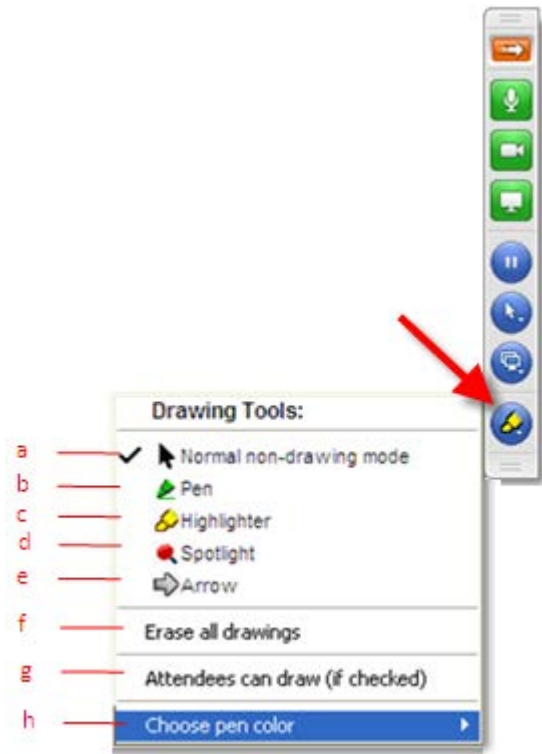 Drawing Tools:
a Normal non-drawing mode
b Pen
c Highlighter
d Spotlight
e Arrow
f Erase all drawings
g Attendees can draw (if checked)
h Choose pen color